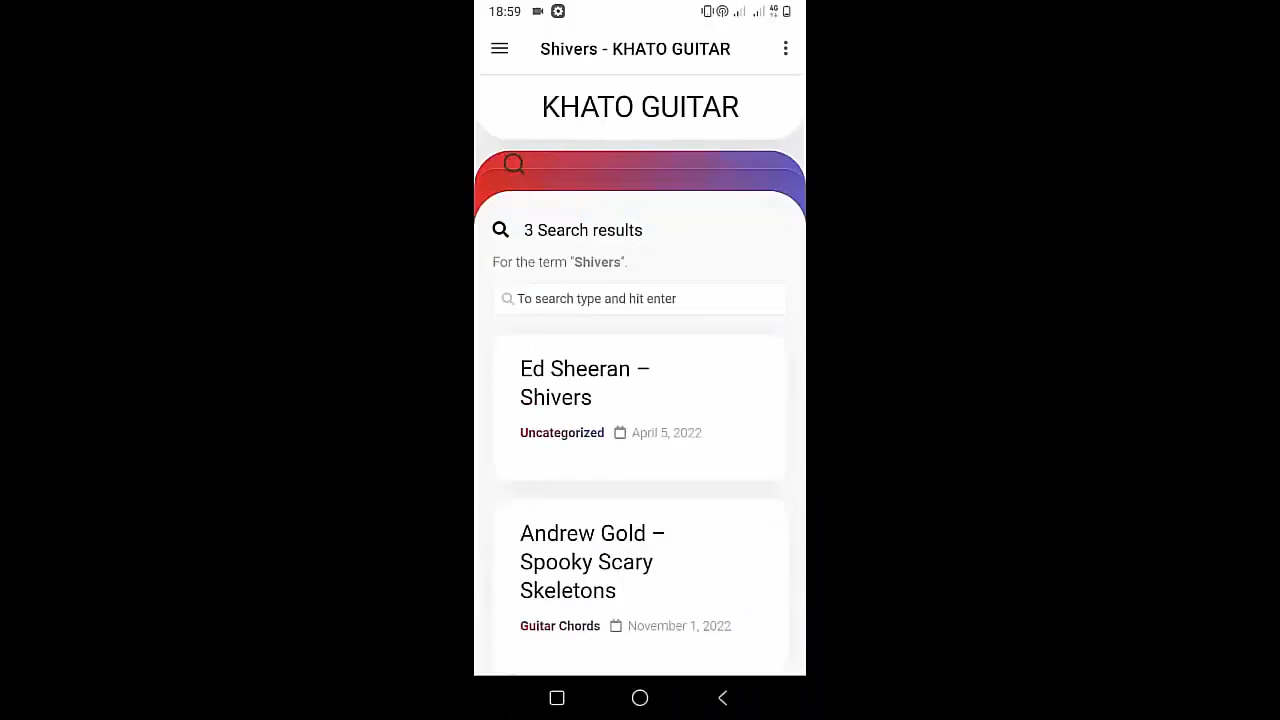 18:59
4G
Shivers - KHATO GUITAR
KHATO GUITAR
3 Search results
For the term "Shivers".
To search type and hit enter
Ed Sheeran –
Shivers
Uncategorized April 5, 2022
Andrew Gold –
Spooky Scary
Skeletons
Guitar Chords November 1, 2022